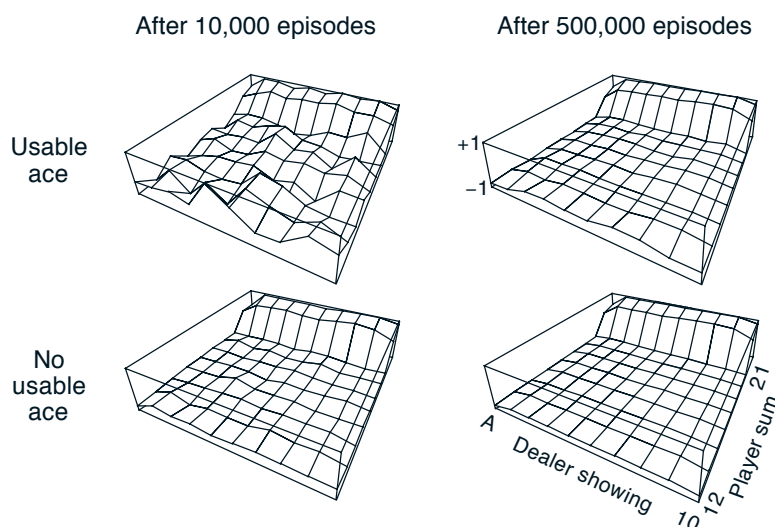 After 10,000 episodes
After 500,000 episodes
Usable
ace
+1
−1
No
usable
ace
A
Dealer showing
10
12
Player sum
21